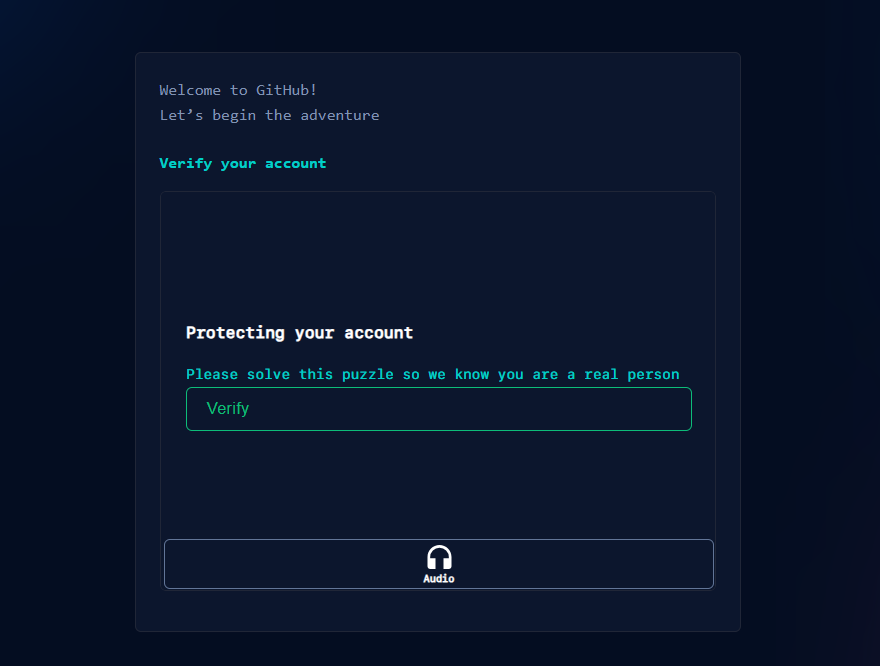 Welcome to GitHub!
Let’s begin the adventure
Verify your account
Protecting your account
Please solve this puzzle so we know you are a real person
Verify
Audio